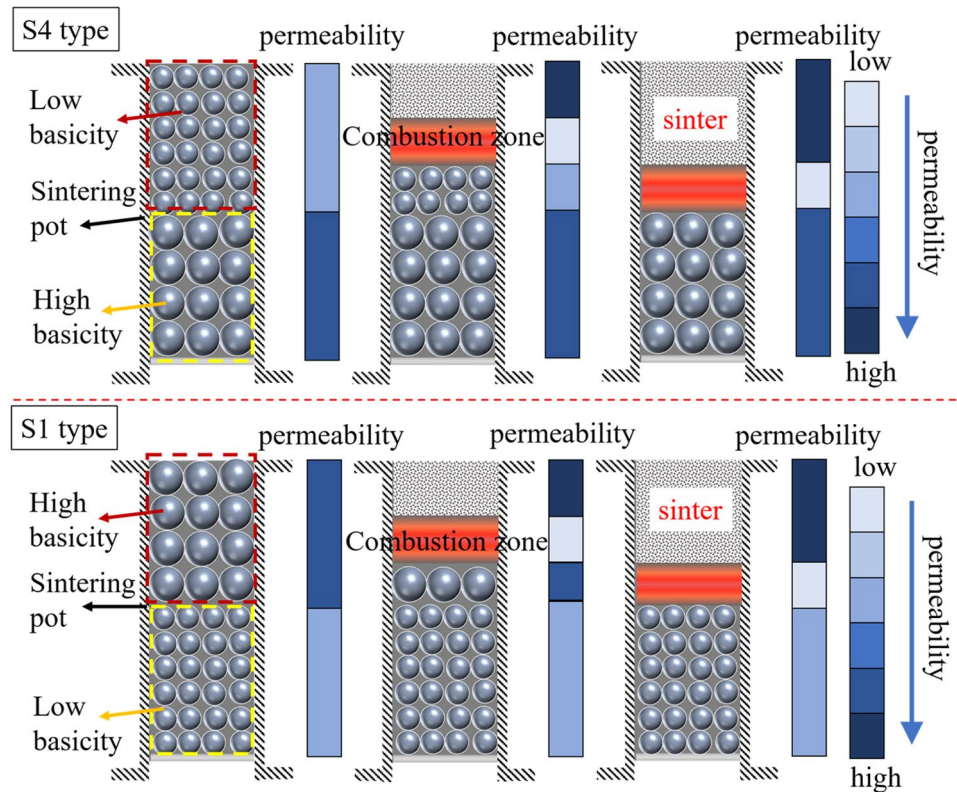 S4 type
permeability
permeability
permeability
low
Low
basicity
Combustion zone
sinter
permeability
Sintering
pot
High
basicity
high
S1 type
permeability
permeability
permeability
low
High
basicity
Combustion zone
sinter
permeability
Sintering
pot
Low
basicity
high